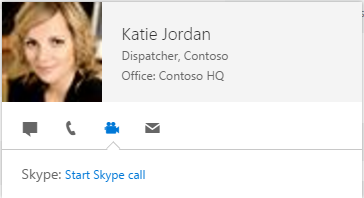 Katie Jordan
Dispatcher, Contoso
Office: Contoso HQ
Skype: Start Skype call